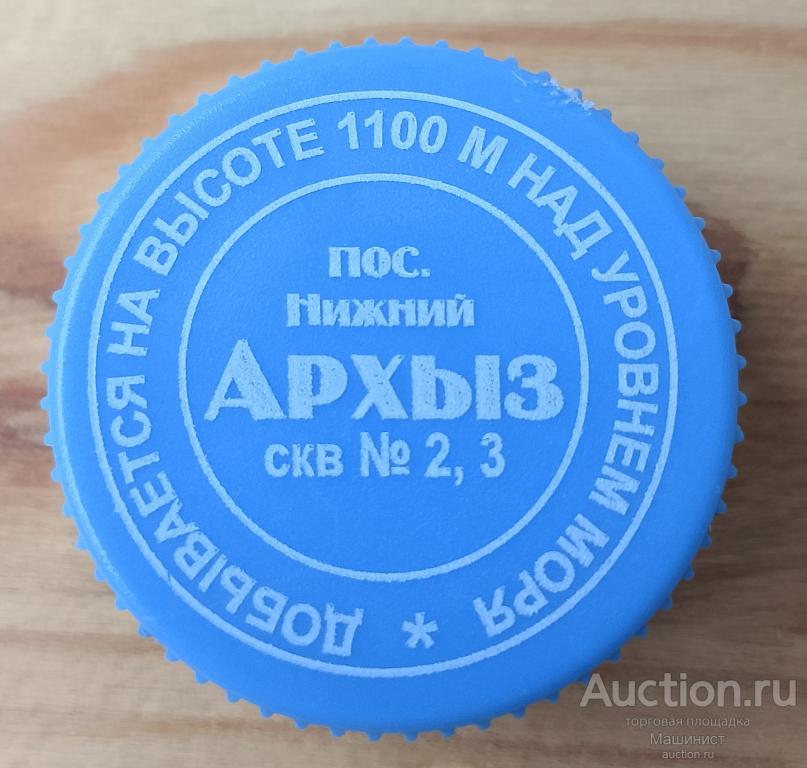 ДОБЫВАЕТСЯ НА ВЫСОТЕ 1100 М НАД УРОВНЕМ МОРЯ *
пос.
Нижний
АРХЫЗ
скв № 2, 3
Auction.ru
торговая площадка
Машинист
auction.ru